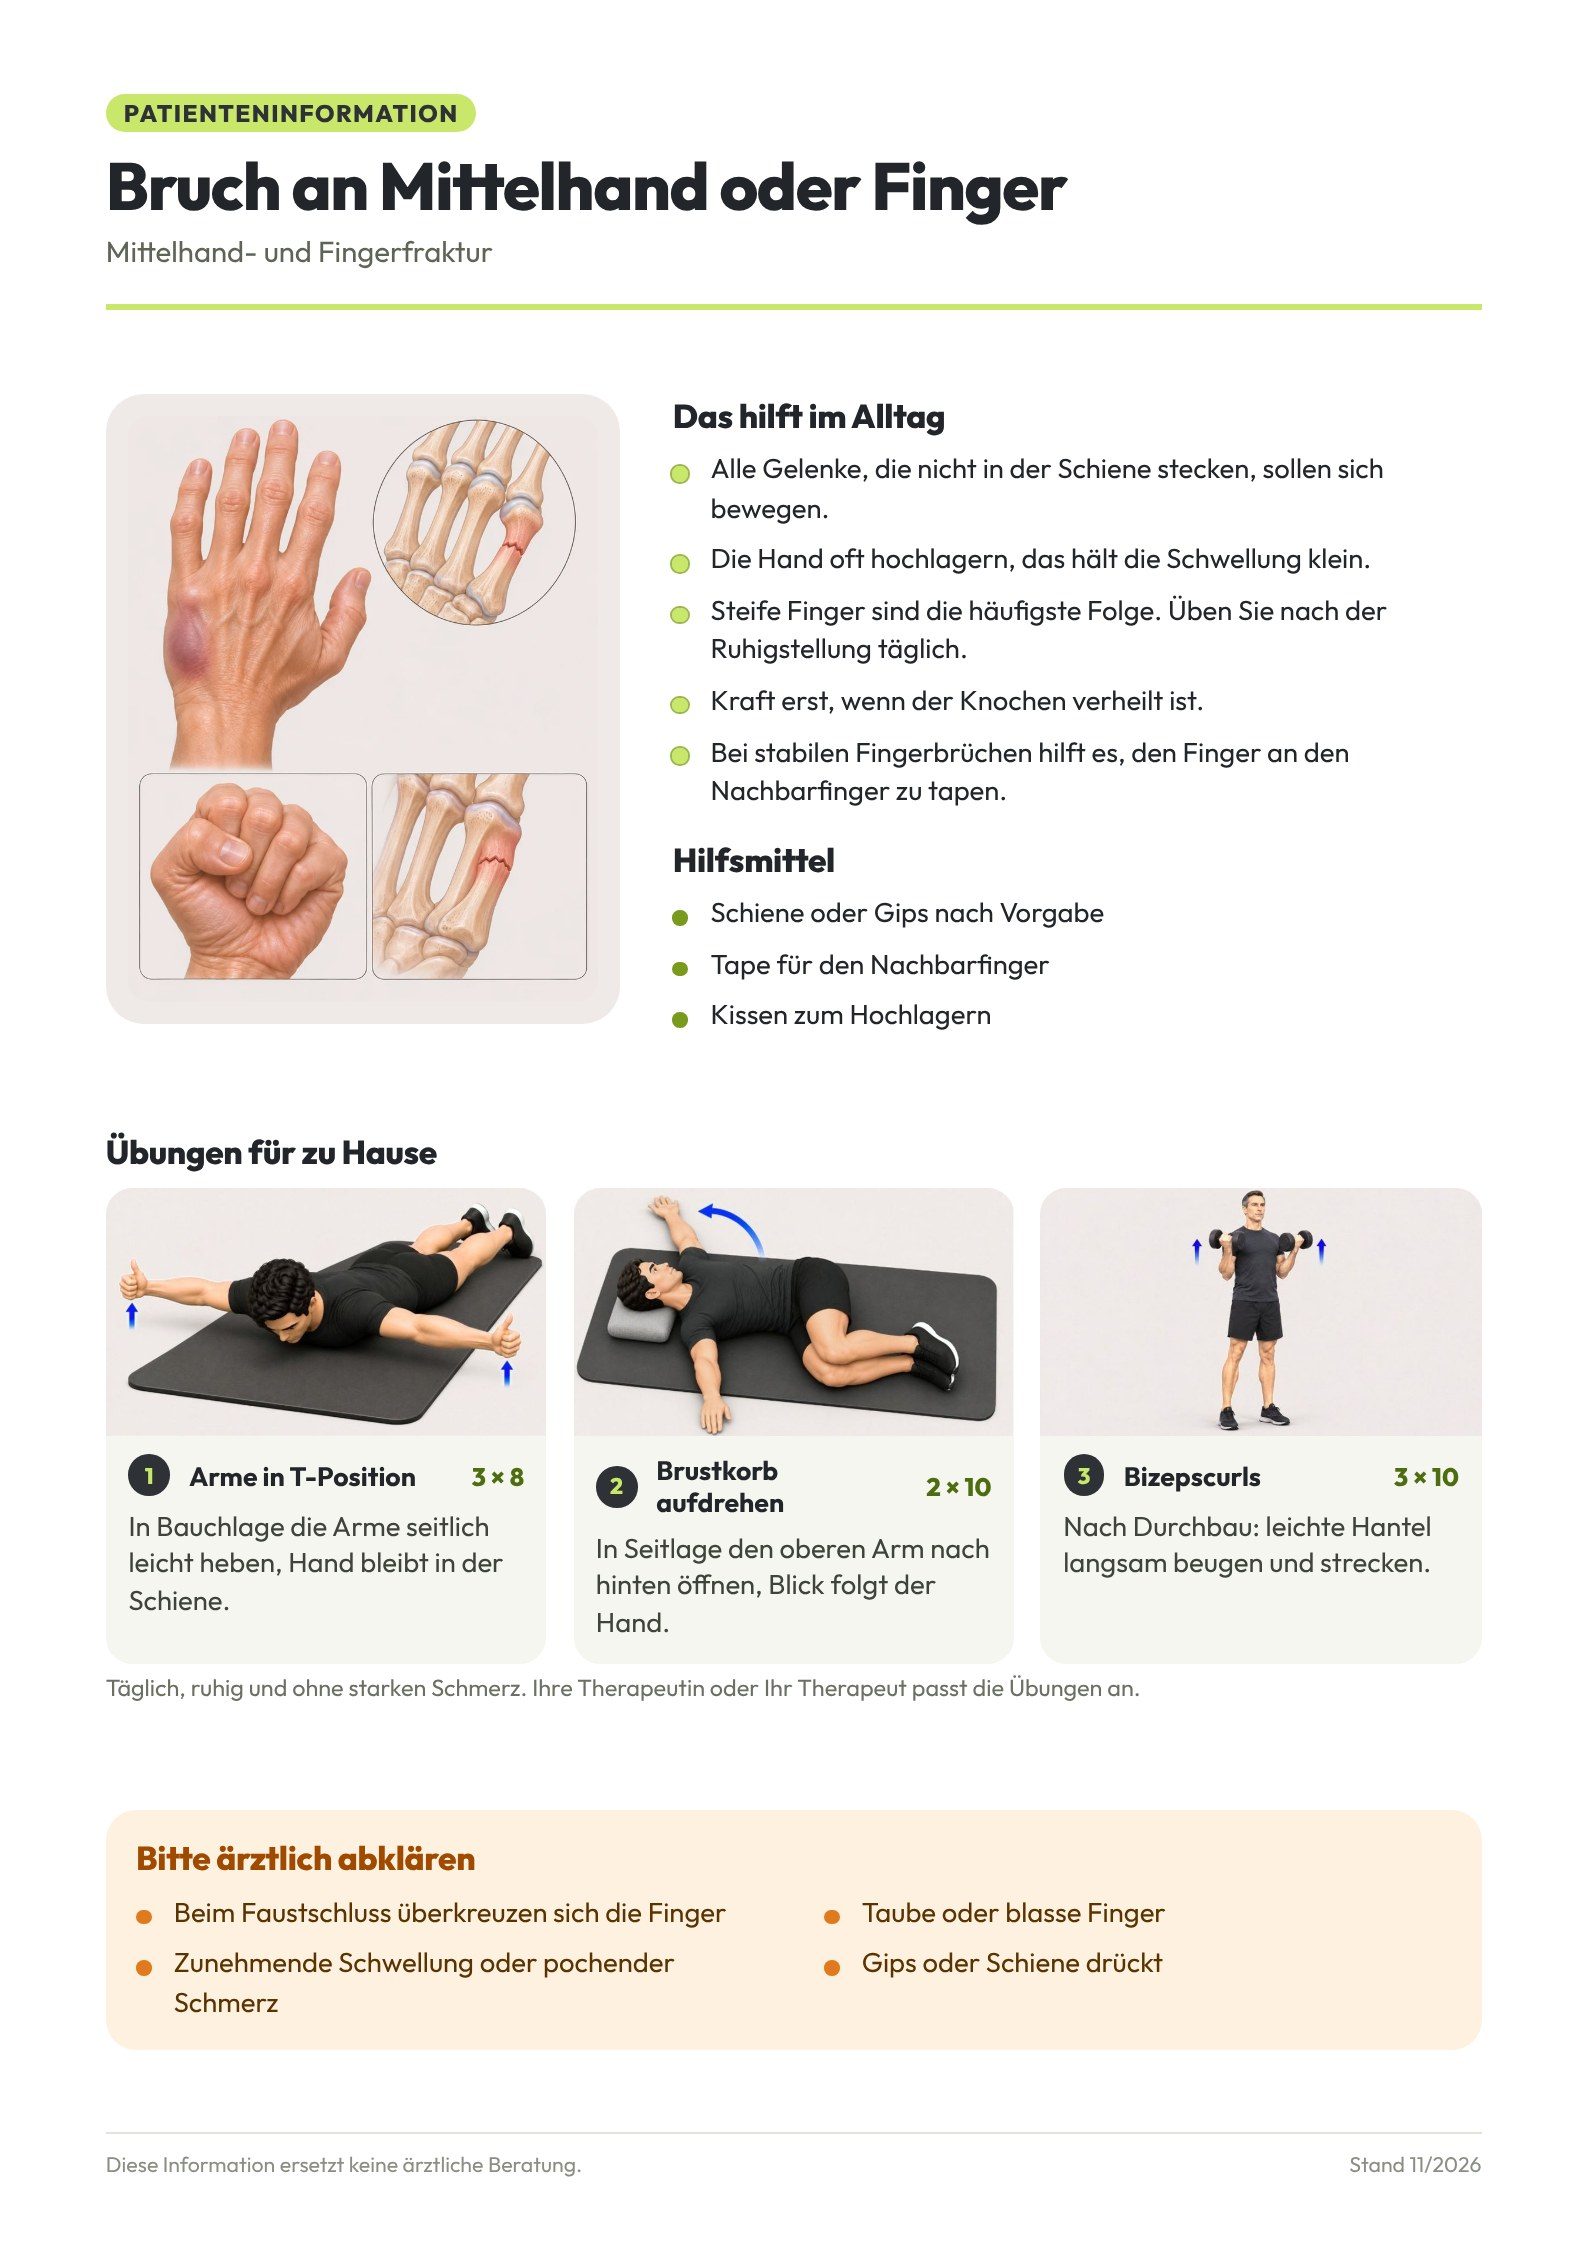 PATIENTENINFORMATION
Bruch an Mittelhand oder Finger
Mittelhand- und Fingerfraktur
Das hilft im Alltag
Alle Gelenke, die nicht in der Schiene stecken, sollen sich
bewegen.
Die Hand oft hochlagern, das hält die Schwellung klein.
Steife Finger sind die häufigste Folge. Üben Sie nach der
Ruhigstellung täglich.
Kraft erst, wenn der Knochen verheilt ist.
Bei stabilen Fingerbrüchen hilft es, den Finger an den
Nachbarfinger zu tapen.
Hilfsmittel
Schiene oder Gips nach Vorgabe
Tape für den Nachbarfinger
Kissen zum Hochlagern
Übungen für zu Hause
1 Arme in T-Position 3 × 8
In Bauchlage die Arme seitlich
leicht heben, Hand bleibt in der
Schiene.
2 Brustkorb
aufdrehen 2 × 10
In Seitlage den oberen Arm nach
hinten öffnen, Blick folgt der
Hand.
3 Bizepscurls 3 × 10
Nach Durchbau: leichte Hantel
langsam beugen und strecken.
Täglich, ruhig und ohne starken Schmerz. Ihre Therapeutin oder Ihr Therapeut passt die Übungen an.
Bitte ärztlich abklären
Beim Faustschluss überkreuzen sich die Finger
Zunehmende Schwellung oder pochender
Schmerz
Taube oder blasse Finger
Gips oder Schiene drückt
Diese Information ersetzt keine ärztliche Beratung.
Stand 11/2026